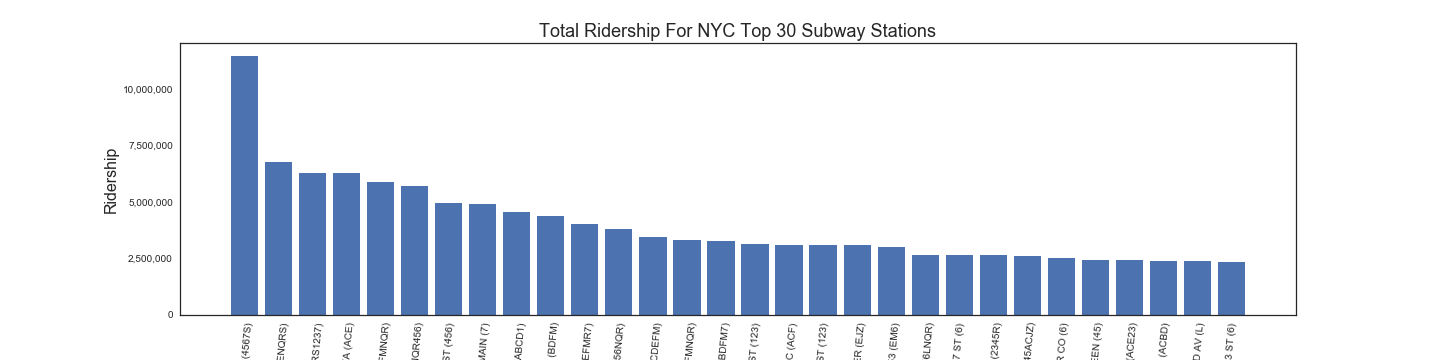 Total Ridership For NYC Top 30 Subway Stations
Ridership
10,000,000
7,500,000
5,000,000
2,500,000
0
(4567S)
ENQRS)
RS1237)
A (ACE)
FMNQR)
NQR456)
ST (456)
MAIN (7)
ABCD1)
(BDFM)
EFMR7)
56NQR)
CDEFM)
FMNQR)
BDFM7)
ST (123)
C (ACF)
ST (123)
ER (EJZ)
3 (EM6)
6LNQR)
7 ST (6)
(2345R)
45ACJZ)
R CO (6)
EEN (45)
(ACE23)
(ACBD)
D AV (L)
3 ST (6)